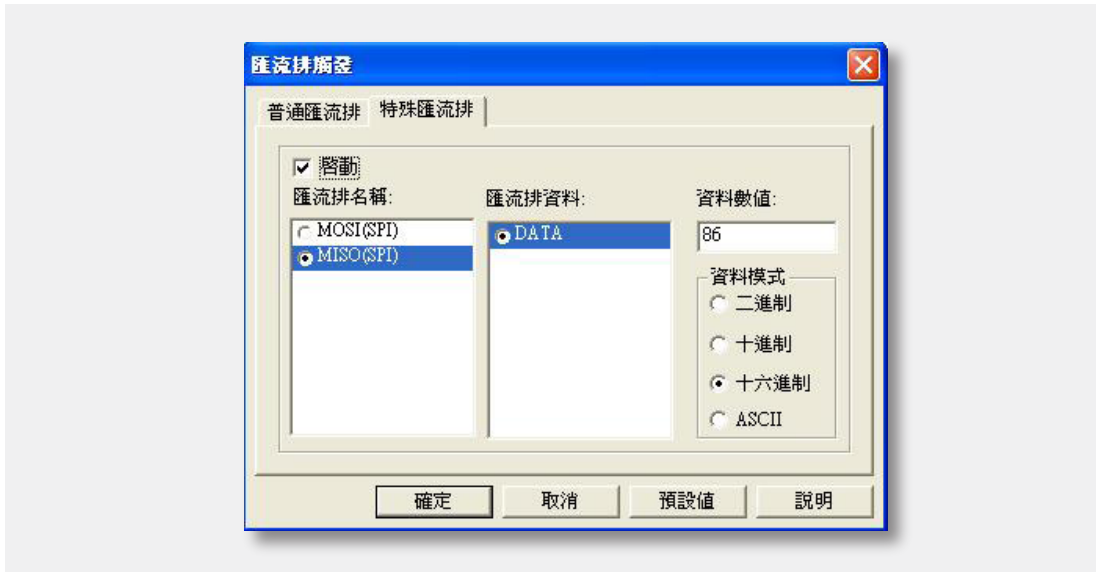 匯流排觸發
普通匯流排 特殊匯流排
啟動
匯流排名稱: 匯流排資料: 資料數值:
MOSI(SPI) DATA 86
MISO(SPI)
資料模式
二進制
十進制
十六進制
ASCII
確定 取消 預設值 說明